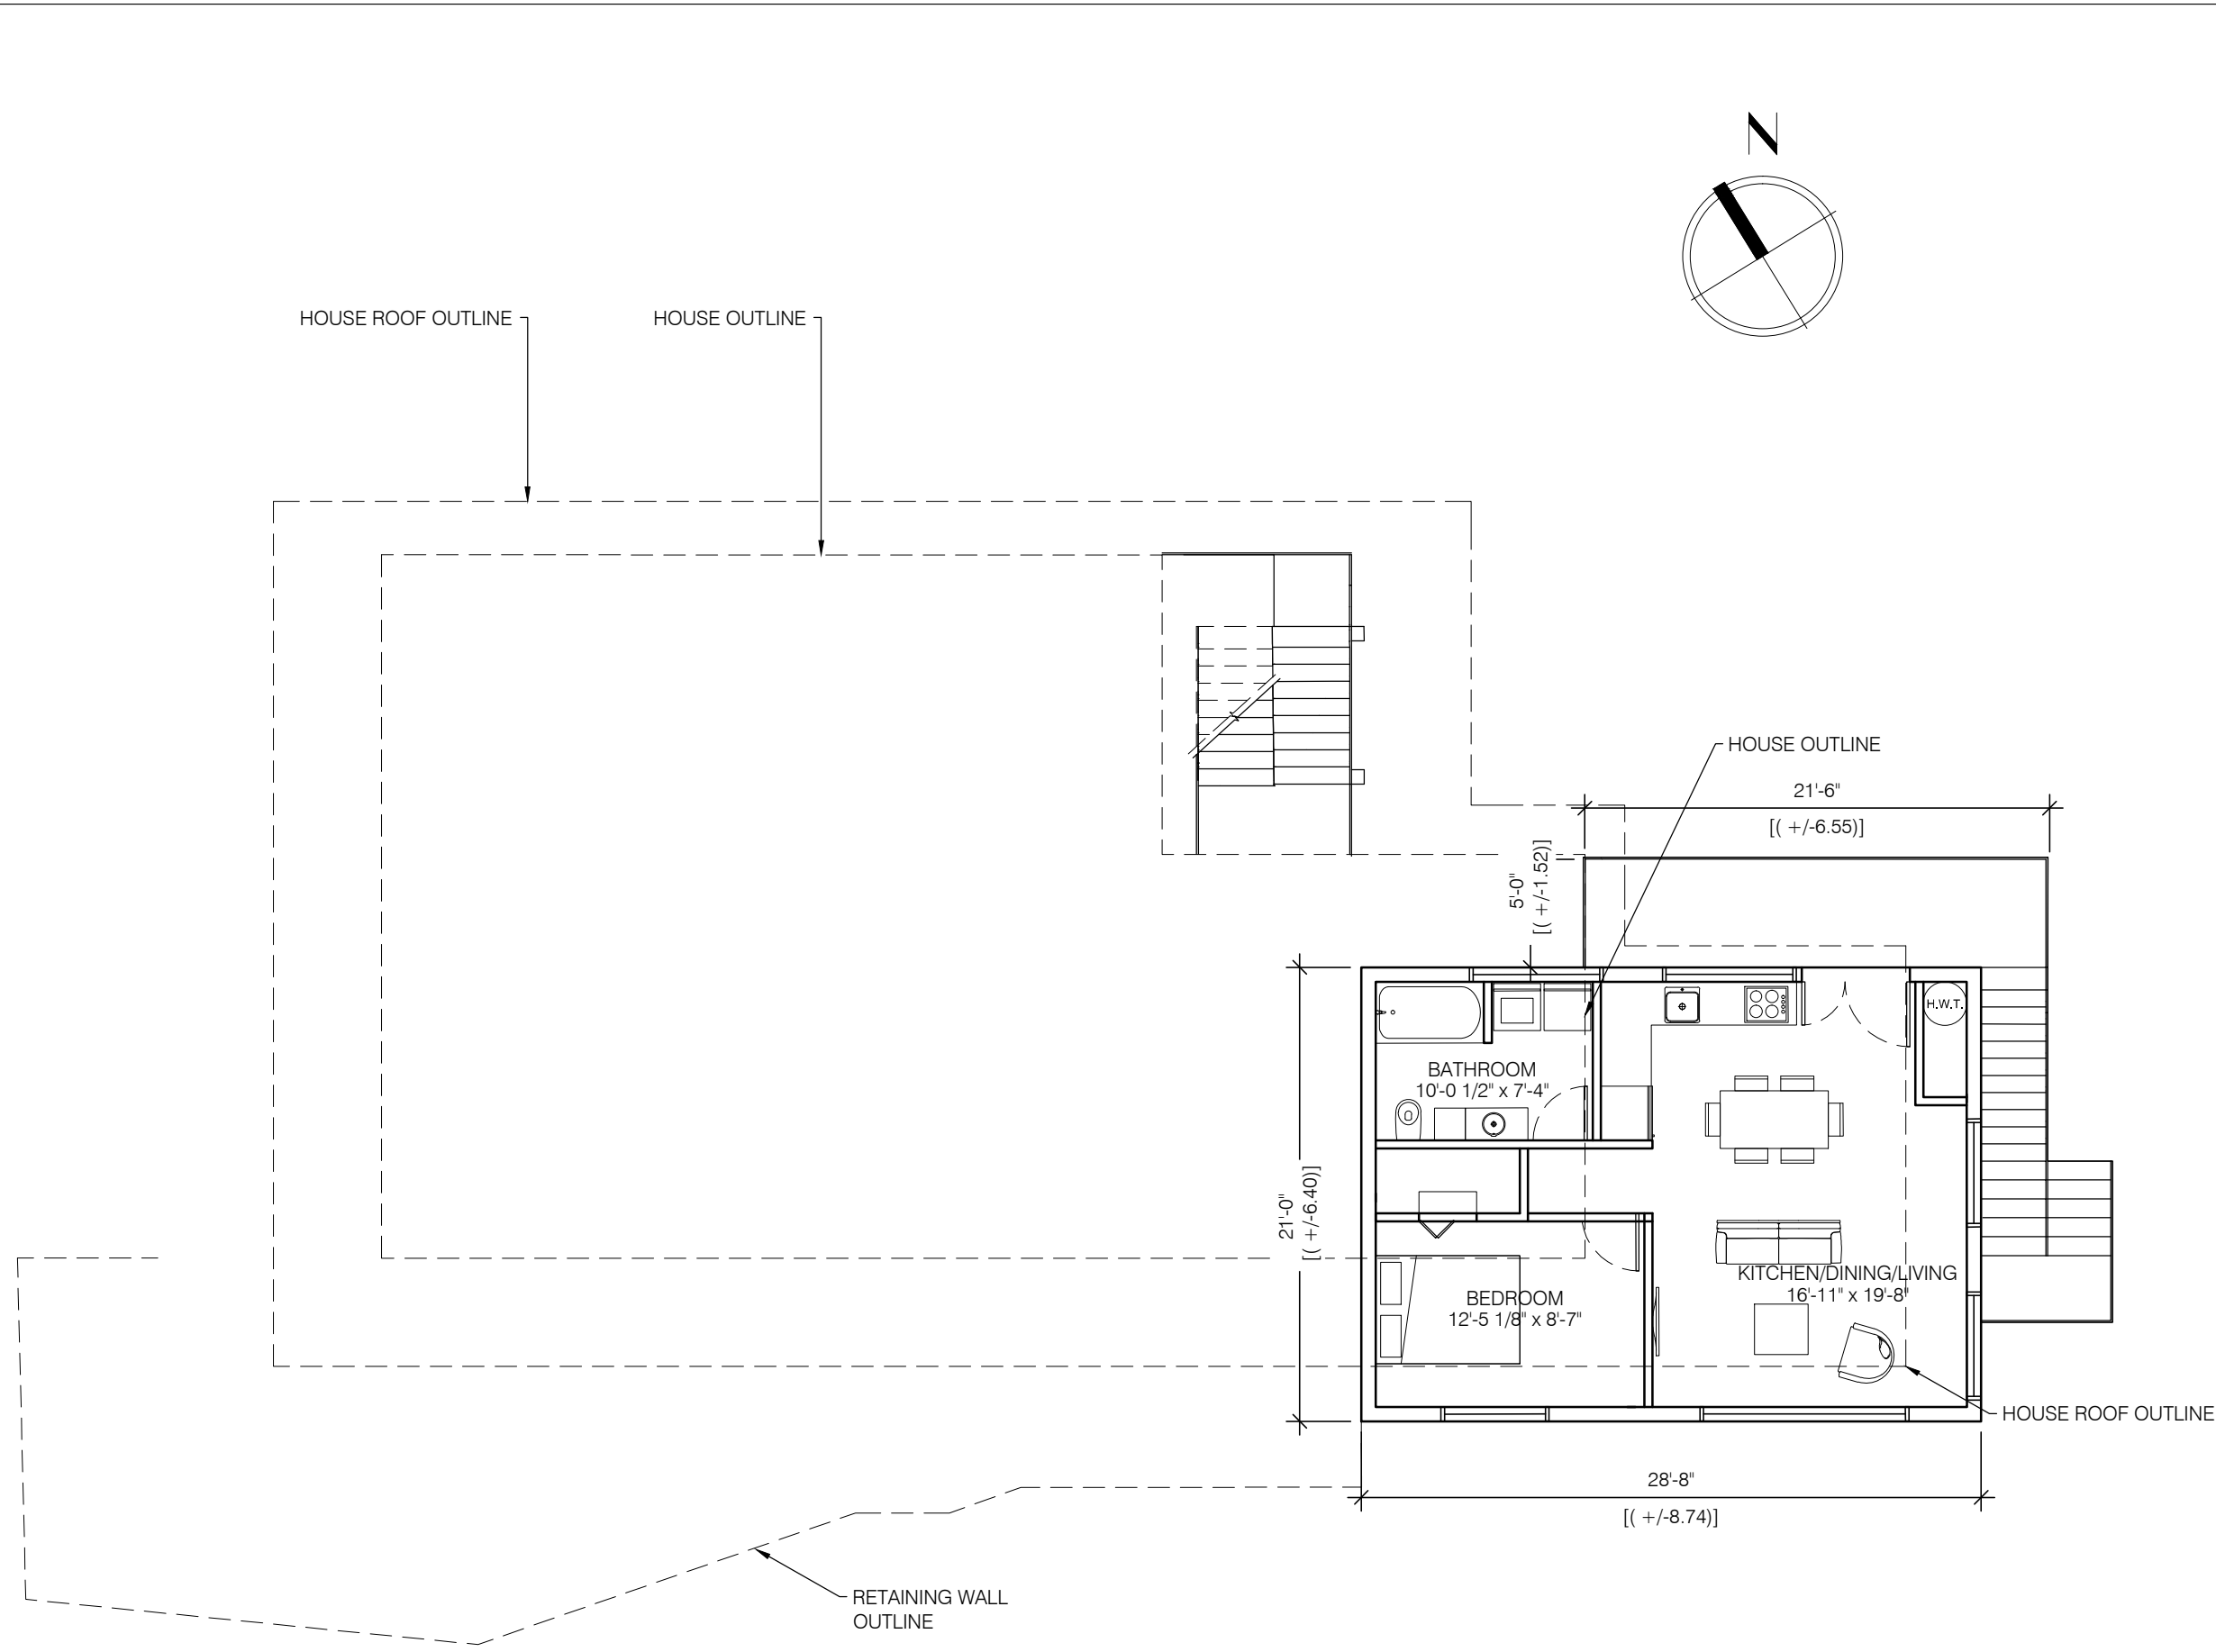 N
HOUSE ROOF OUTLINE
HOUSE OUTLINE
HOUSE OUTLINE
21'-6"
[( +/-6.55)]
5'-0"
[( +/-1.52)]
H.W.T.
BATHROOM
10'-0 1/2" x 7'-4"
21'-0"
[( +/-6.40)]
KITCHEN/DINING/LIVING
16'-11" x 19'-8"
BEDROOM
12'-5 1/8" x 8'-7"
HOUSE ROOF OUTLINE
28'-8"
[( +/-8.74)]
RETAINING WALL
OUTLINE